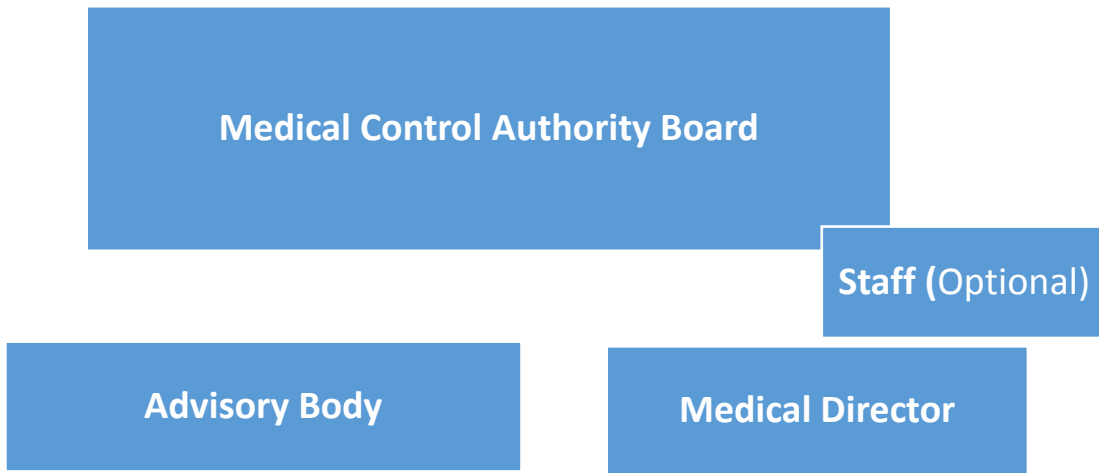 Medical Control Authority Board
Staff (Optional)
Advisory Body
Medical Director